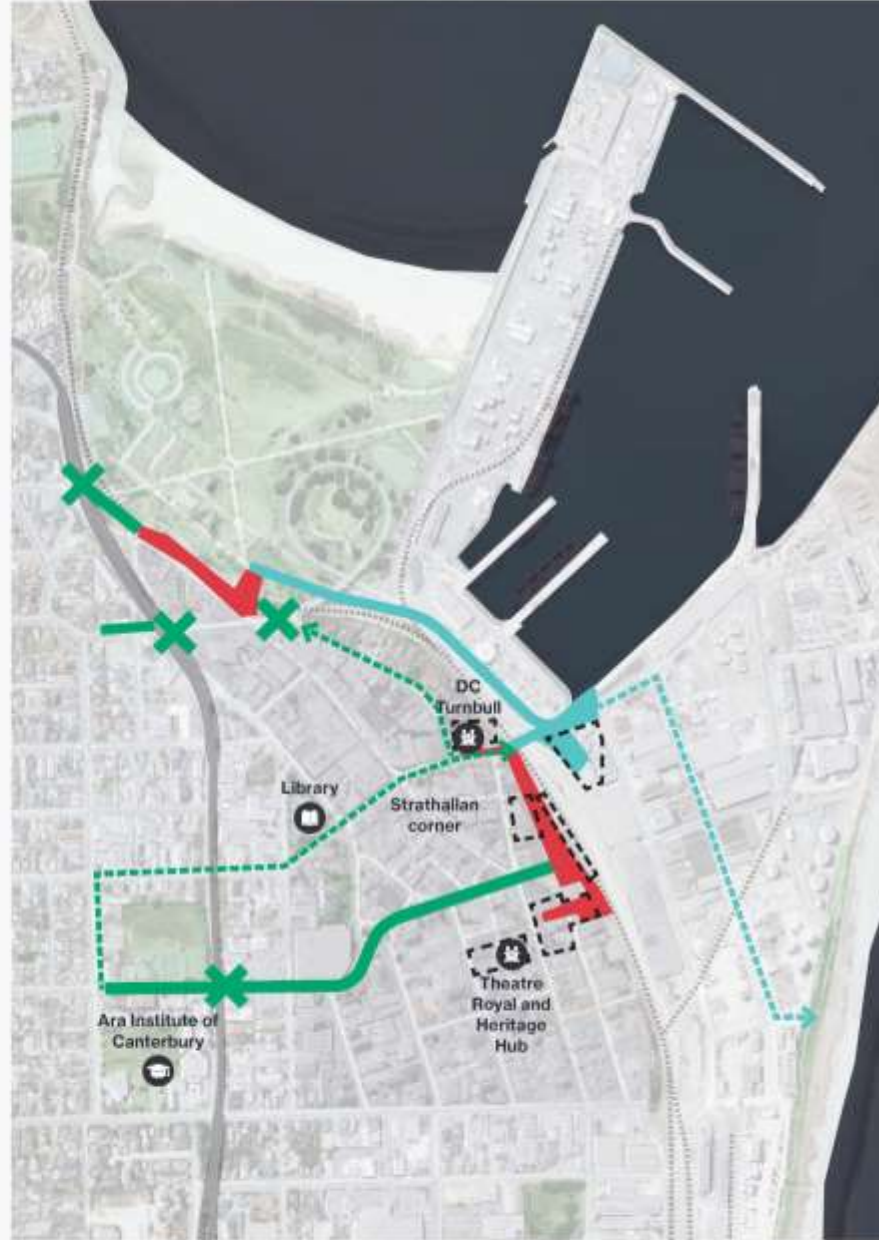 DC
Turnbull
Library
Strathallan
corner
Theatre
Royal and
Heritage
Hub
Ara Institute of
Canterbury